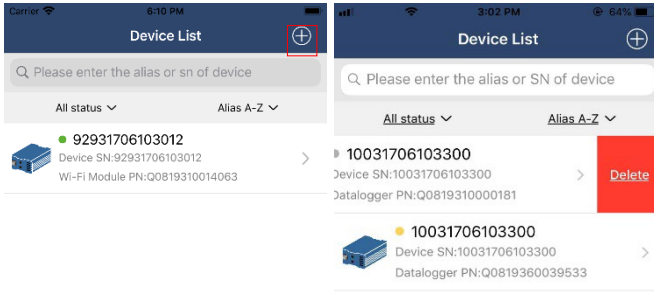 Carrier 6:10 PM
Device List
Please enter the alias or sn of device
All status Alias A-Z
92931706103012
Device SN:92931706103012
Wi-Fi Module PN:Q0819310014063
3:02 PM 64%
Device List
Please enter the alias or SN of device
All status Alias A-Z
10031706103300
Device SN:10031706103300
Datalogger PN:Q0819310000181
Delete
10031706103300
Device SN:10031706103300
Datalogger PN:Q0819360039533